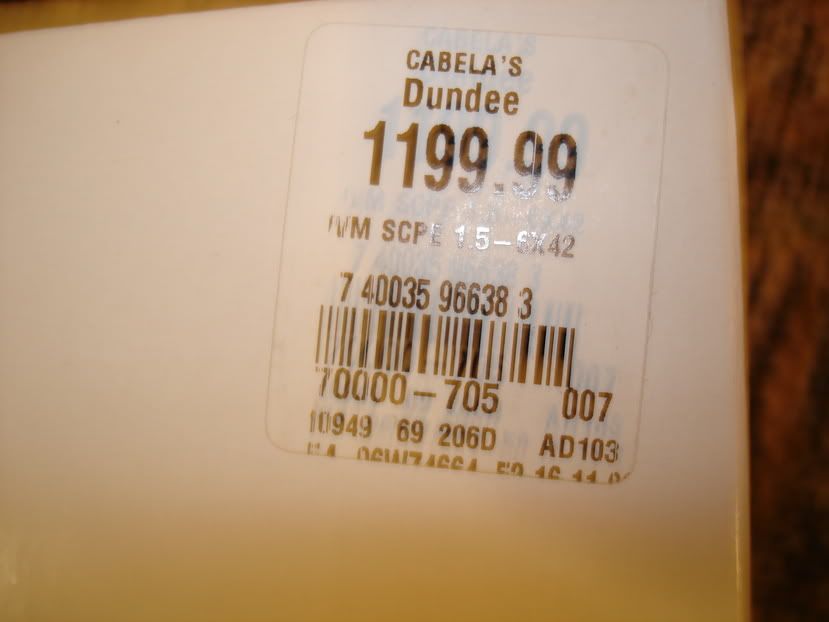 CABELA'S
Dundee
1199.99
SCPE 1.5-6X42
7 40035 96638 3
70000-705 007
10949 69 206D AD103